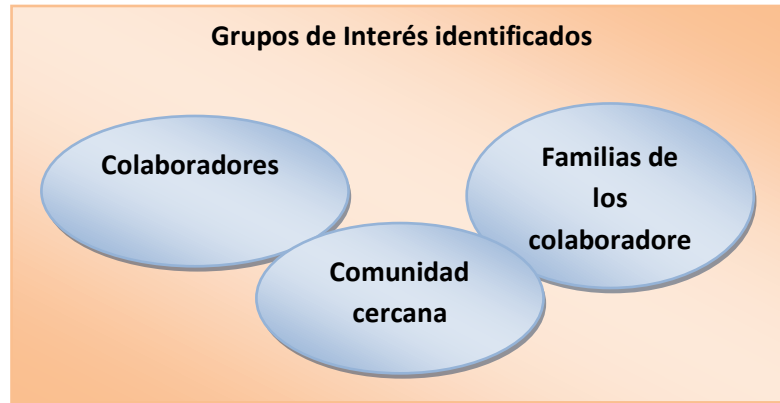 Grupos de Interés identificados
Colaboradores
Familias de
los
colaboradore
Comunidad
cercana